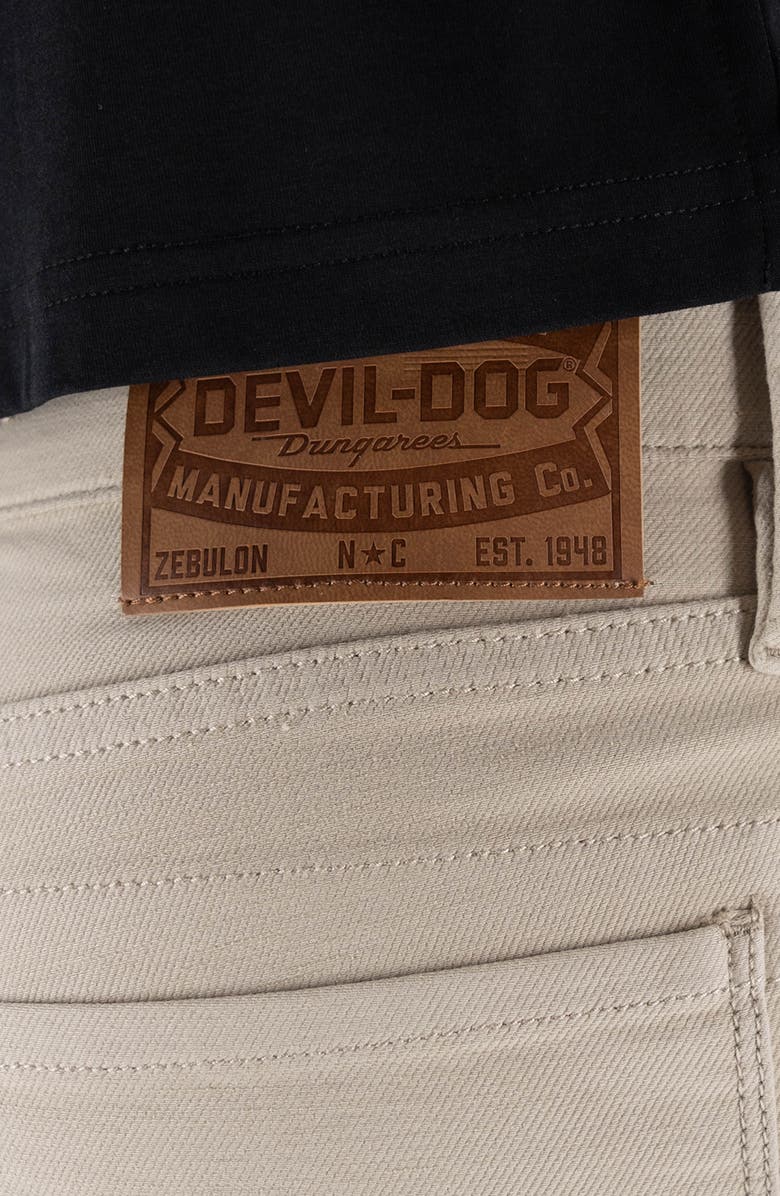 DEVIL-DOG®
Dungarees
MANUFACTURING Co.
ZEBULON N★C EST. 1948